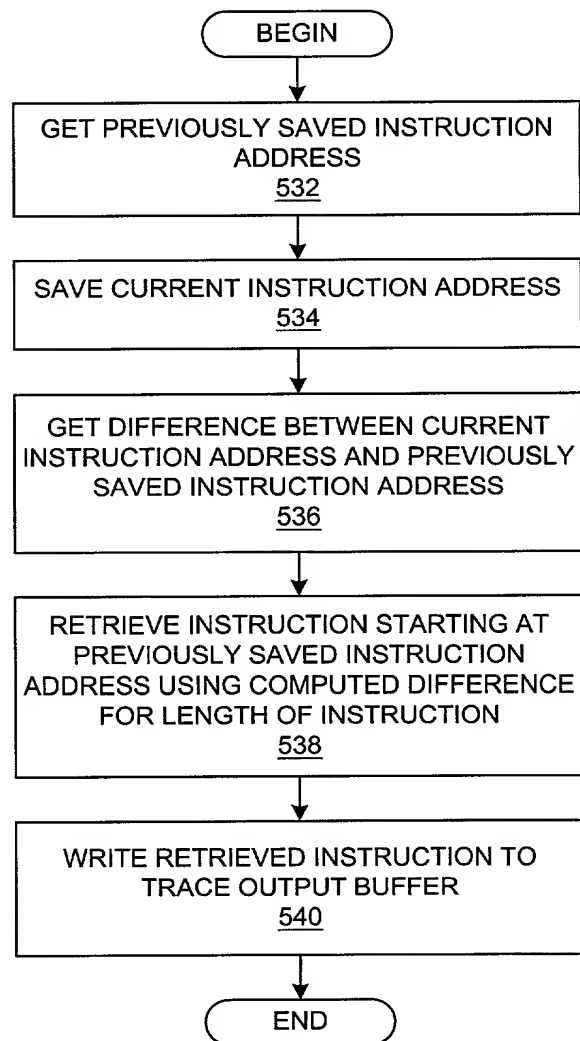 BEGIN
GET PREVIOUSLY SAVED INSTRUCTION
ADDRESS
532
SAVE CURRENT INSTRUCTION ADDRESS
534
GET DIFFERENCE BETWEEN CURRENT
INSTRUCTION ADDRESS AND PREVIOUSLY
SAVED INSTRUCTION ADDRESS
536
RETRIEVE INSTRUCTION STARTING AT
PREVIOUSLY SAVED INSTRUCTION
ADDRESS USING COMPUTED DIFFERENCE
FOR LENGTH OF INSTRUCTION
538
WRITE RETRIEVED INSTRUCTION TO
TRACE OUTPUT BUFFER
540
END